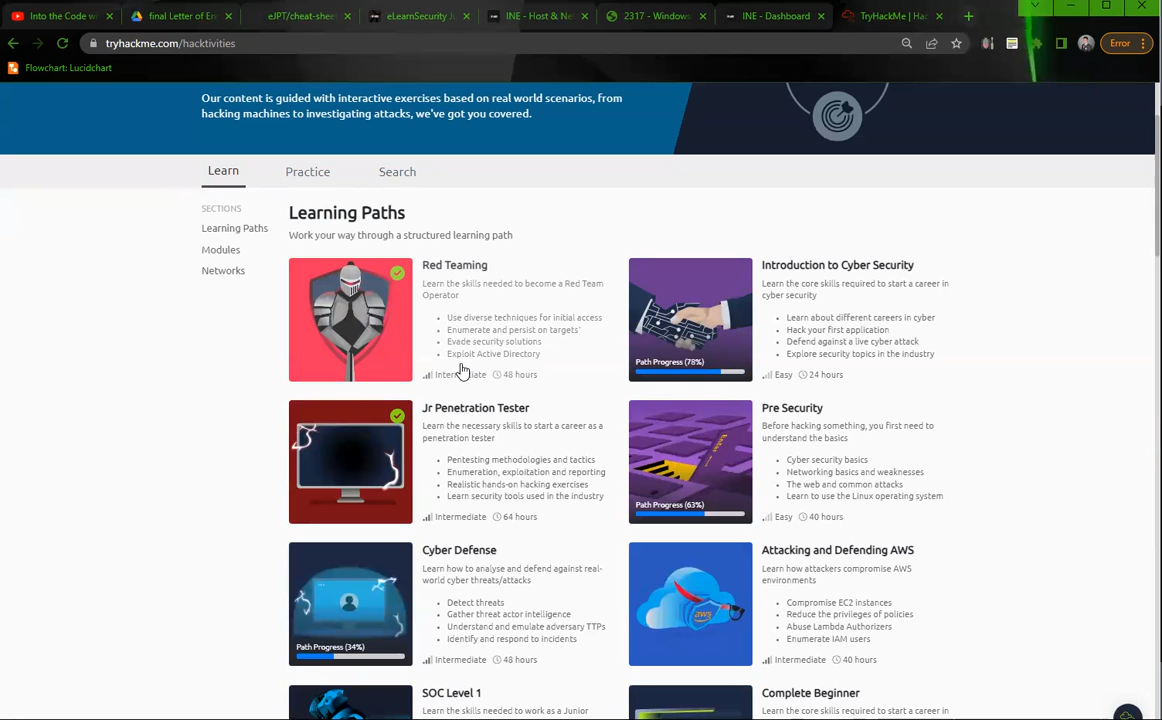 Into the Code w
final Letter of En
eJPT/cheat-shee
eLearnSecurity Ju
INE - Host & Ne
2317 - Windows
INE - Dashboard
TryHackMe | Hac
tryhackme.com/hacktivities
Error
Flowchart: Lucidchart
Our content is guided with interactive exercises based on real world scenarios, from
hacking machines to investigating attacks, we've got you covered.
Learn
Practice
Search
SECTIONS
Learning Paths
Modules
Networks
Learning Paths
Work your way through a structured learning path
Red Teaming
Learn the skills needed to become a Red Team
Operator
• Use diverse techniques for initial access
• Enumerate and persist on targets`
• Evade security solutions
• Exploit Active Directory
Intermediate 48 hours
Introduction to Cyber Security
Learn the core skills required to start a career in
cyber security
• Learn about different careers in cyber
• Hack your first application
• Defend against a live cyber attack
• Explore security topics in the industry
Path Progress (78%)
Easy 24 hours
Jr Penetration Tester
Learn the necessary skills to start a career as a
penetration tester
• Pentesting methodologies and tactics
• Enumeration, exploitation and reporting
• Realistic hands-on hacking exercises
• Learn security tools used in the industry
Intermediate 64 hours
Pre Security
Before hacking something, you first need to
understand the basics
• Cyber security basics
• Networking basics and weaknesses
• The web and common attacks
• Learn to use the Linux operating system
Path Progress (63%)
Easy 40 hours
Cyber Defense
Learn how to analyse and defend against real-
world cyber threats/attacks
• Detect threats
• Gather threat actor intelligence
• Understand and emulate adversary TTPs
• Identify and respond to incidents
Path Progress (34%)
Intermediate 48 hours
Attacking and Defending AWS
Learn how attackers compromise AWS
environments
• Compromise EC2 instances
• Reduce the privileges of policies
• Abuse Lambda Authorizers
• Enumerate IAM users
aws
Intermediate 40 hours
SOC Level 1
Learn the skills needed to work as a Junior
Complete Beginner
Learn the core skills required to start a career in